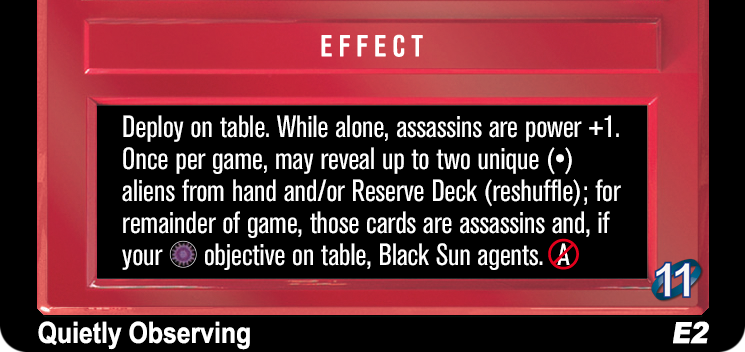 EFFECT
Deploy on table. While alone, assassins are power +1.
Once per game, may reveal up to two unique (•)
aliens from hand and/or Reserve Deck (reshuffle); for
remainder of game, those cards are assassins and, if
your objective on table, Black Sun agents. A
11
Quietly Observing E2